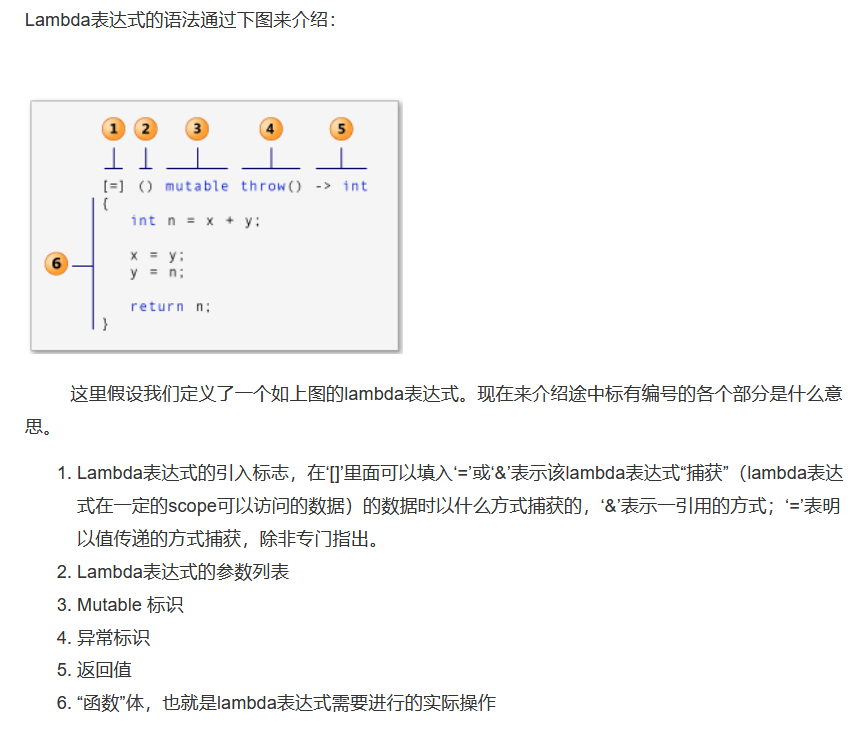 Lambda表达式的语法通过下图来介绍：
1 2 3 4 5
[=] () mutable throw() -> int
{
int n = x + y;
x = y;
6
y = n;
return n;
}
这里假设我们定义了一个如上图的lambda表达式。现在来介绍途中标有编号的各个部分是什么意
思。
1. Lambda表达式的引入标志，在‘[]’里面可以填入‘=’或‘&’表示该lambda表达式“捕获”（lambda表达
式在一定的scope可以访问的数据）的数据时以什么方式捕获的，‘&’表示一引用的方式；‘=’表明
以值传递的方式捕获，除非专门指出。
2. Lambda表达式的参数列表
3. Mutable 标识
4. 异常标识
5. 返回值
6. “函数”体，也就是lambda表达式需要进行的实际操作